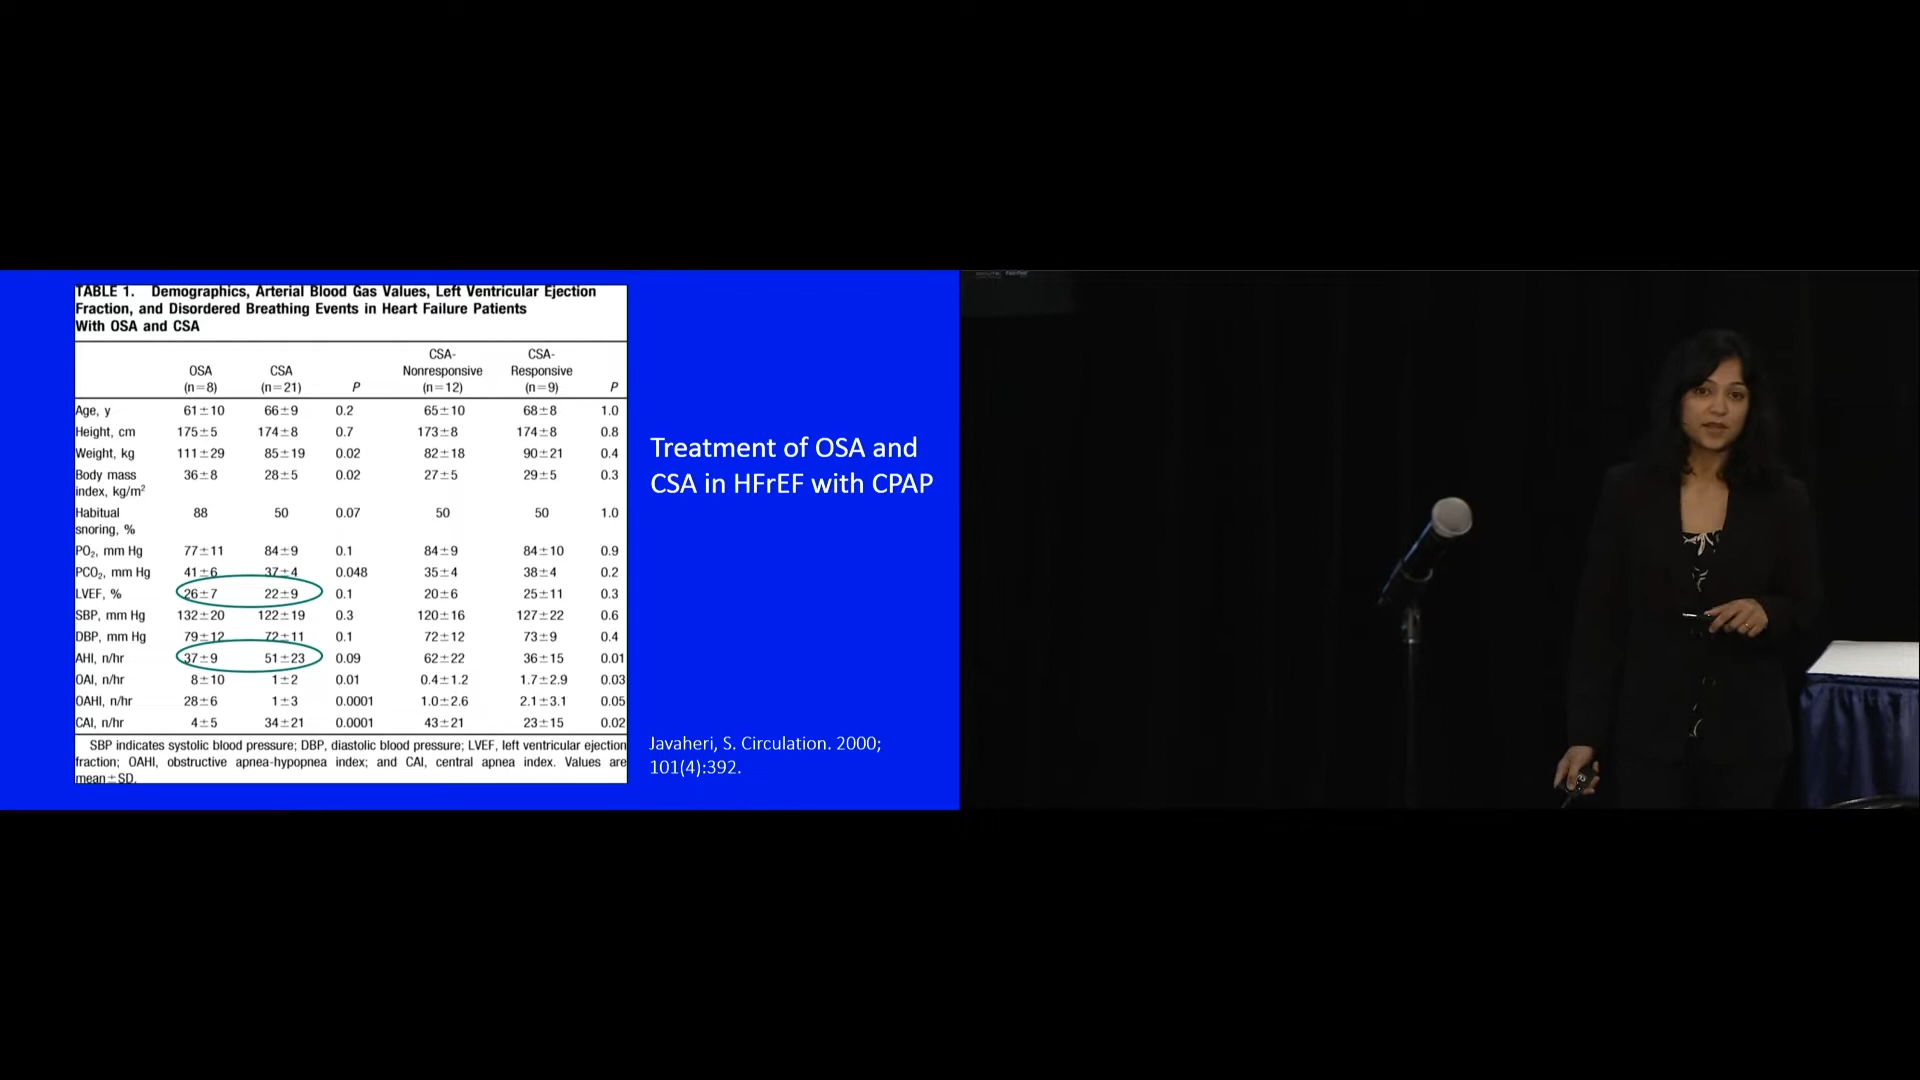 TABLE 1. Demographics, Arterial Blood Gas Values, Left Ventricular Ejection
Fraction, and Disordered Breathing Events in Heart Failure Patients
With OSA and CSA
OSA (n=8) CSA (n=21) P CSA-Nonresponsive (n=12) CSA-Responsive (n=9) P
Age, y 61±10 66±9 0.2 65±10 68±8 1.0
Height, cm 175±5 174±8 0.7 173±8 174±8 0.8
Weight, kg 111±29 85±19 0.02 82±18 90±21 0.4
Body mass index, kg/m² 36±8 28±5 0.02 27±5 29±5 0.3
Habitual snoring, % 88 50 0.07 50 50 1.0
PO₂, mm Hg 77±11 84±9 0.1 84±9 84±10 0.9
PCO₂, mm Hg 41±6 37±4 0.048 35±4 38±4 0.2
LVEF, % 26±7 22±9 0.1 20±6 25±11 0.3
SBP, mm Hg 132±20 122±19 0.3 120±16 127±22 0.6
DBP, mm Hg 79±12 72±11 0.1 72±12 73±9 0.4
AHI, n/hr 37±9 51±23 0.09 62±22 36±15 0.01
OAI, n/hr 8±10 1±2 0.01 0.4±1.2 1.7±2.9 0.03
OAHI, n/hr 28±6 1±3 0.0001 1.0±2.6 2.1±3.1 0.05
CAI, n/hr 4±5 34±21 0.0001 43±21 23±15 0.02
SBP indicates systolic blood pressure; DBP, diastolic blood pressure; LVEF, left ventricular ejection
fraction; OAHI, obstructive apnea-hypopnea index; and CAI, central apnea index. Values are
mean±SD.
Treatment of OSA and
CSA in HFrEF with CPAP
Javaheri, S. Circulation. 2000;
101(4):392.